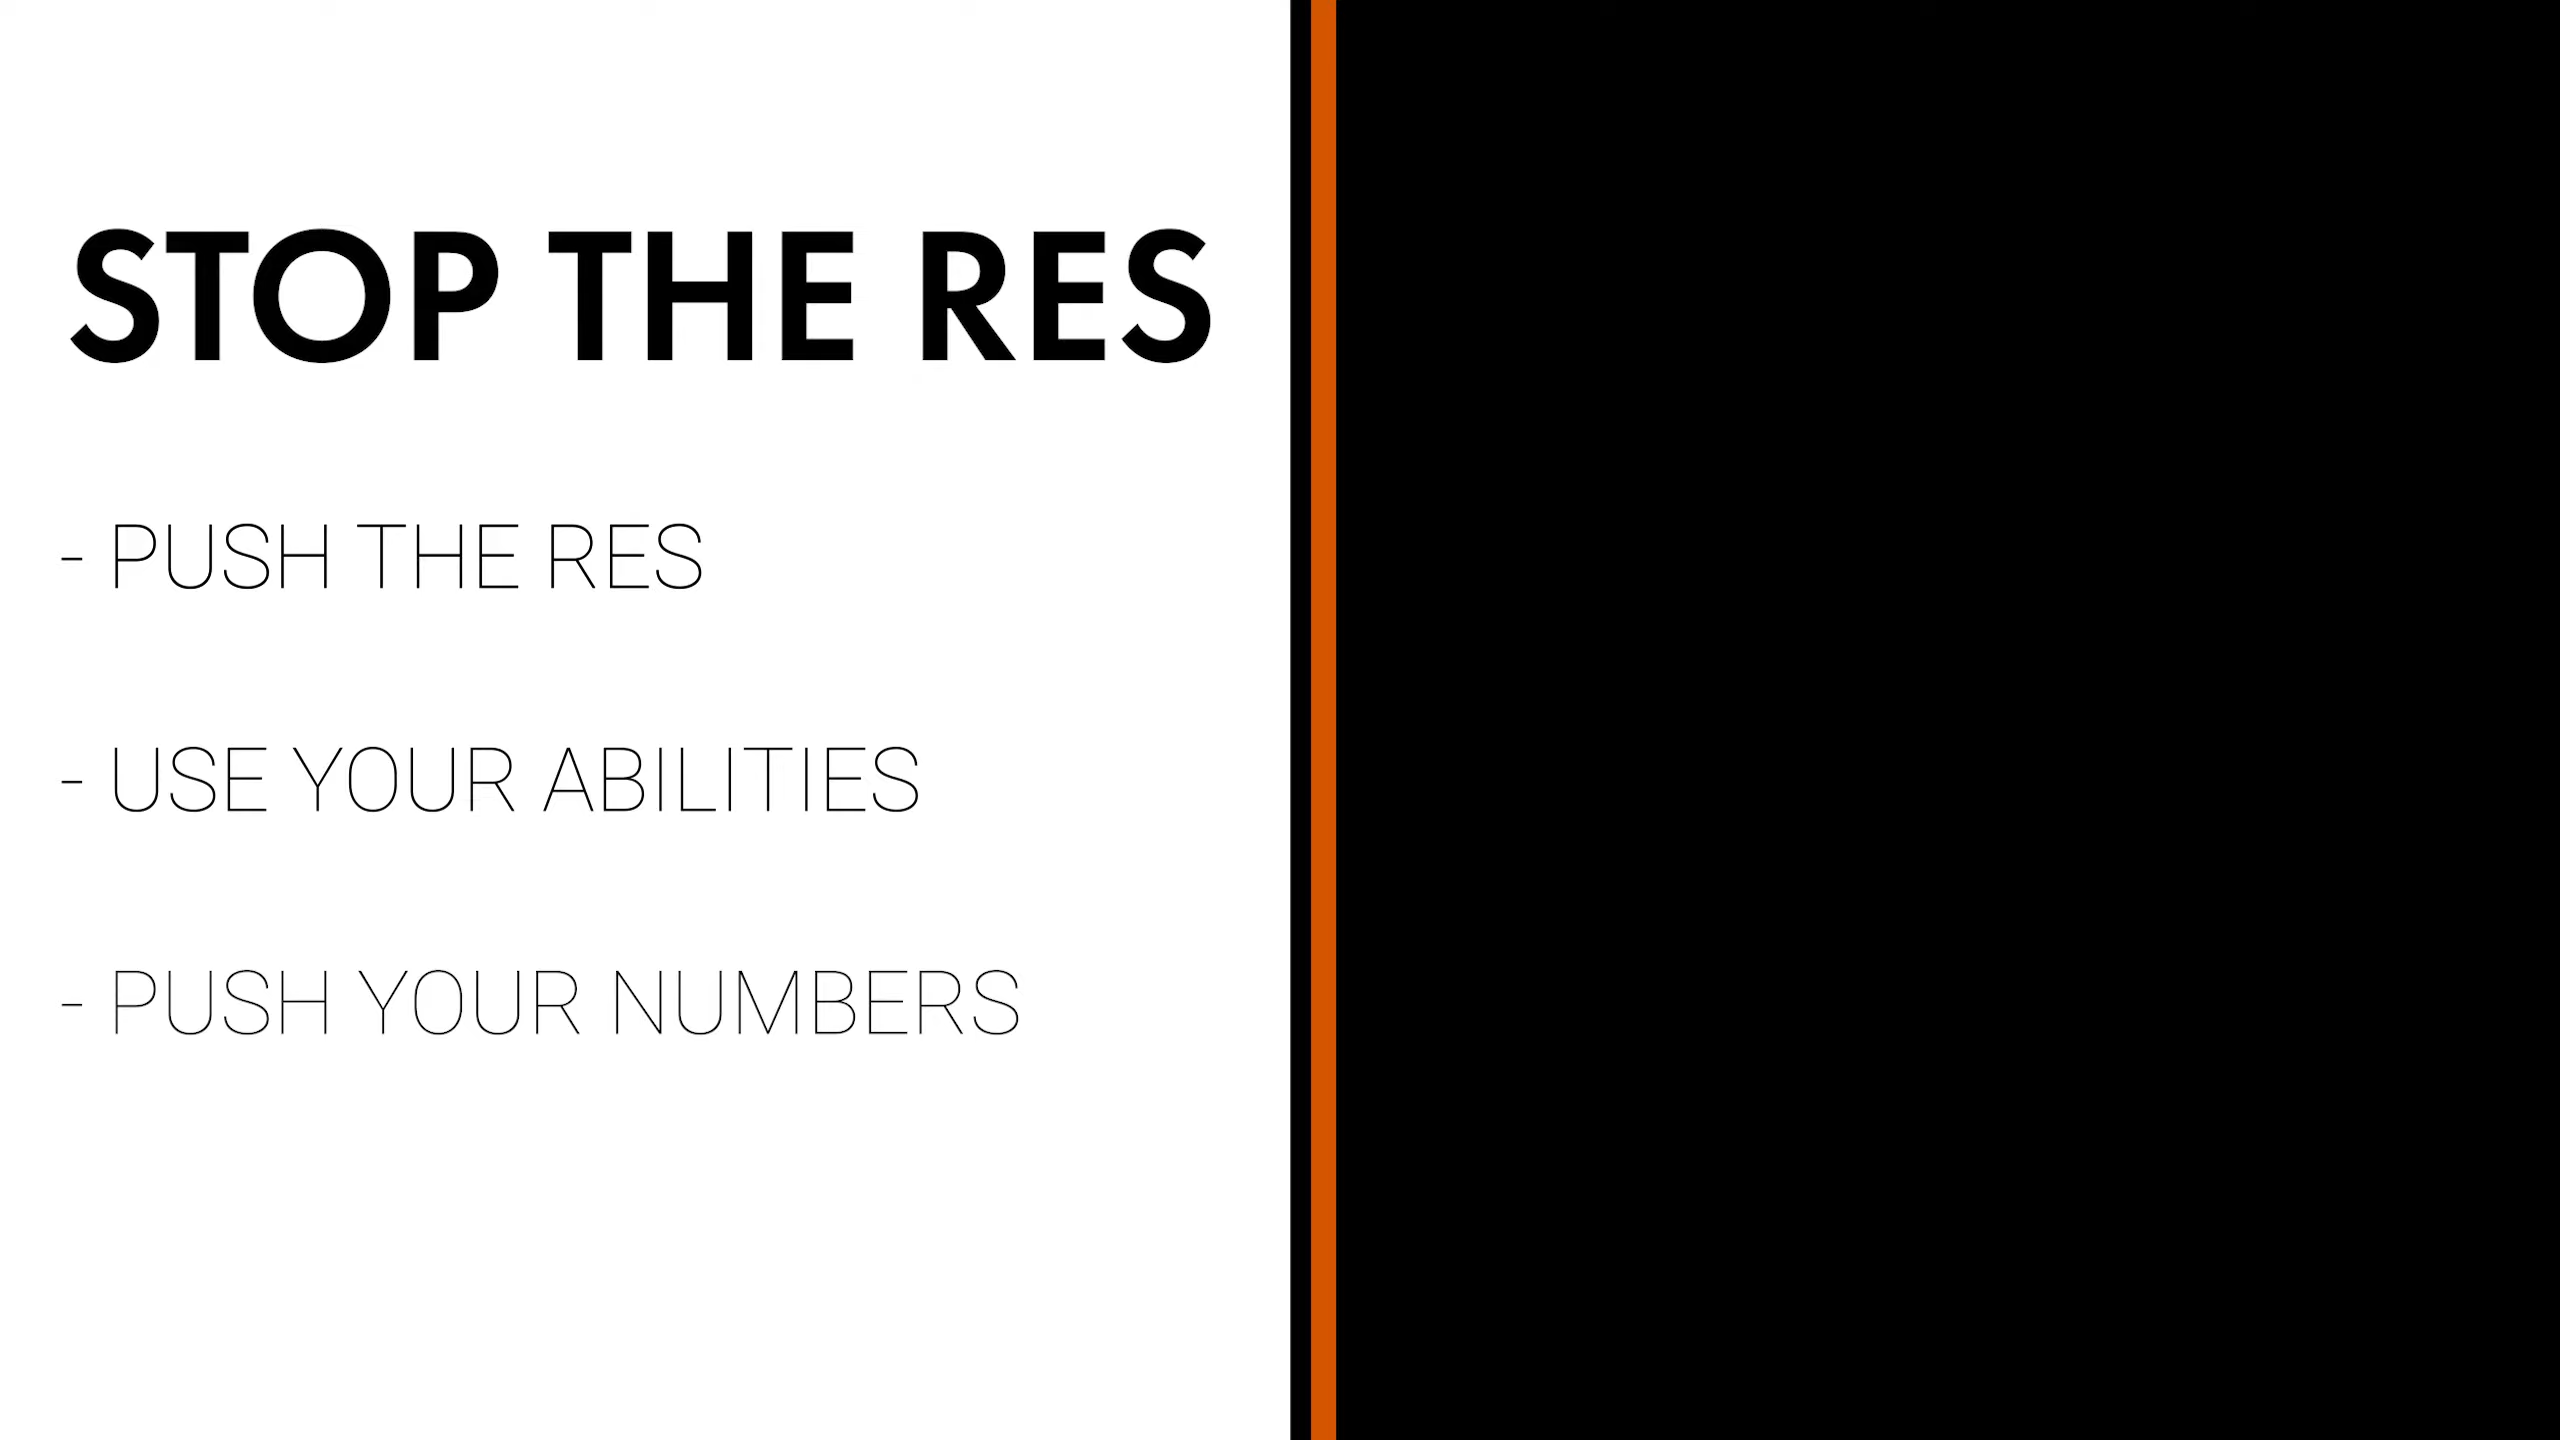 STOP THE RES
- PUSH THE RES
- USE YOUR ABILITIES
- PUSH YOUR NUMBERS